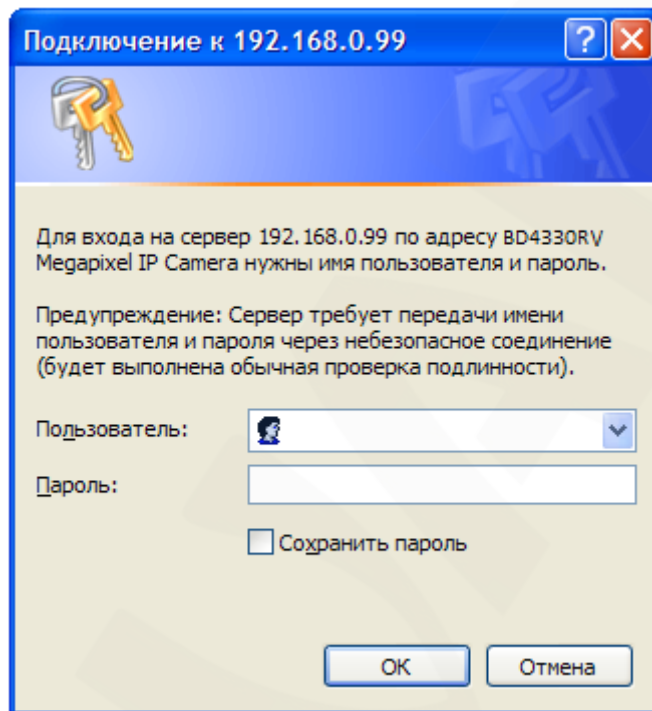 Подключение к 192.168.0.99
Для входа на сервер 192.168.0.99 по адресу BD4330RV
Megapixel IP Camera нужны имя пользователя и пароль.
Предупреждение: Сервер требует передачи имени
пользователя и пароля через небезопасное соединение
(будет выполнена обычная проверка подлинности).
Пользователь:
Пароль:
Сохранить пароль
ОК
Отмена